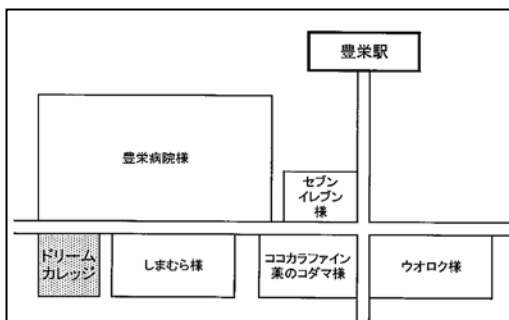 豊栄駅
豊栄病院様
セブン
イレブン
様
ドリーム
カレッジ
しまむら様
ココカラファイン
薬のコダマ様
ウオロク様